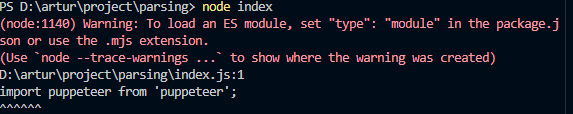 PS D:\artur\project\parsing> node index
(node:1140) Warning: To load an ES module, set "type": "module" in the package.j
son or use the .mjs extension.
(Use `node --trace-warnings ...` to show where the warning was created)
D:\artur\project\parsing\index.js:1
import puppeteer from 'puppeteer';
^^^^^^